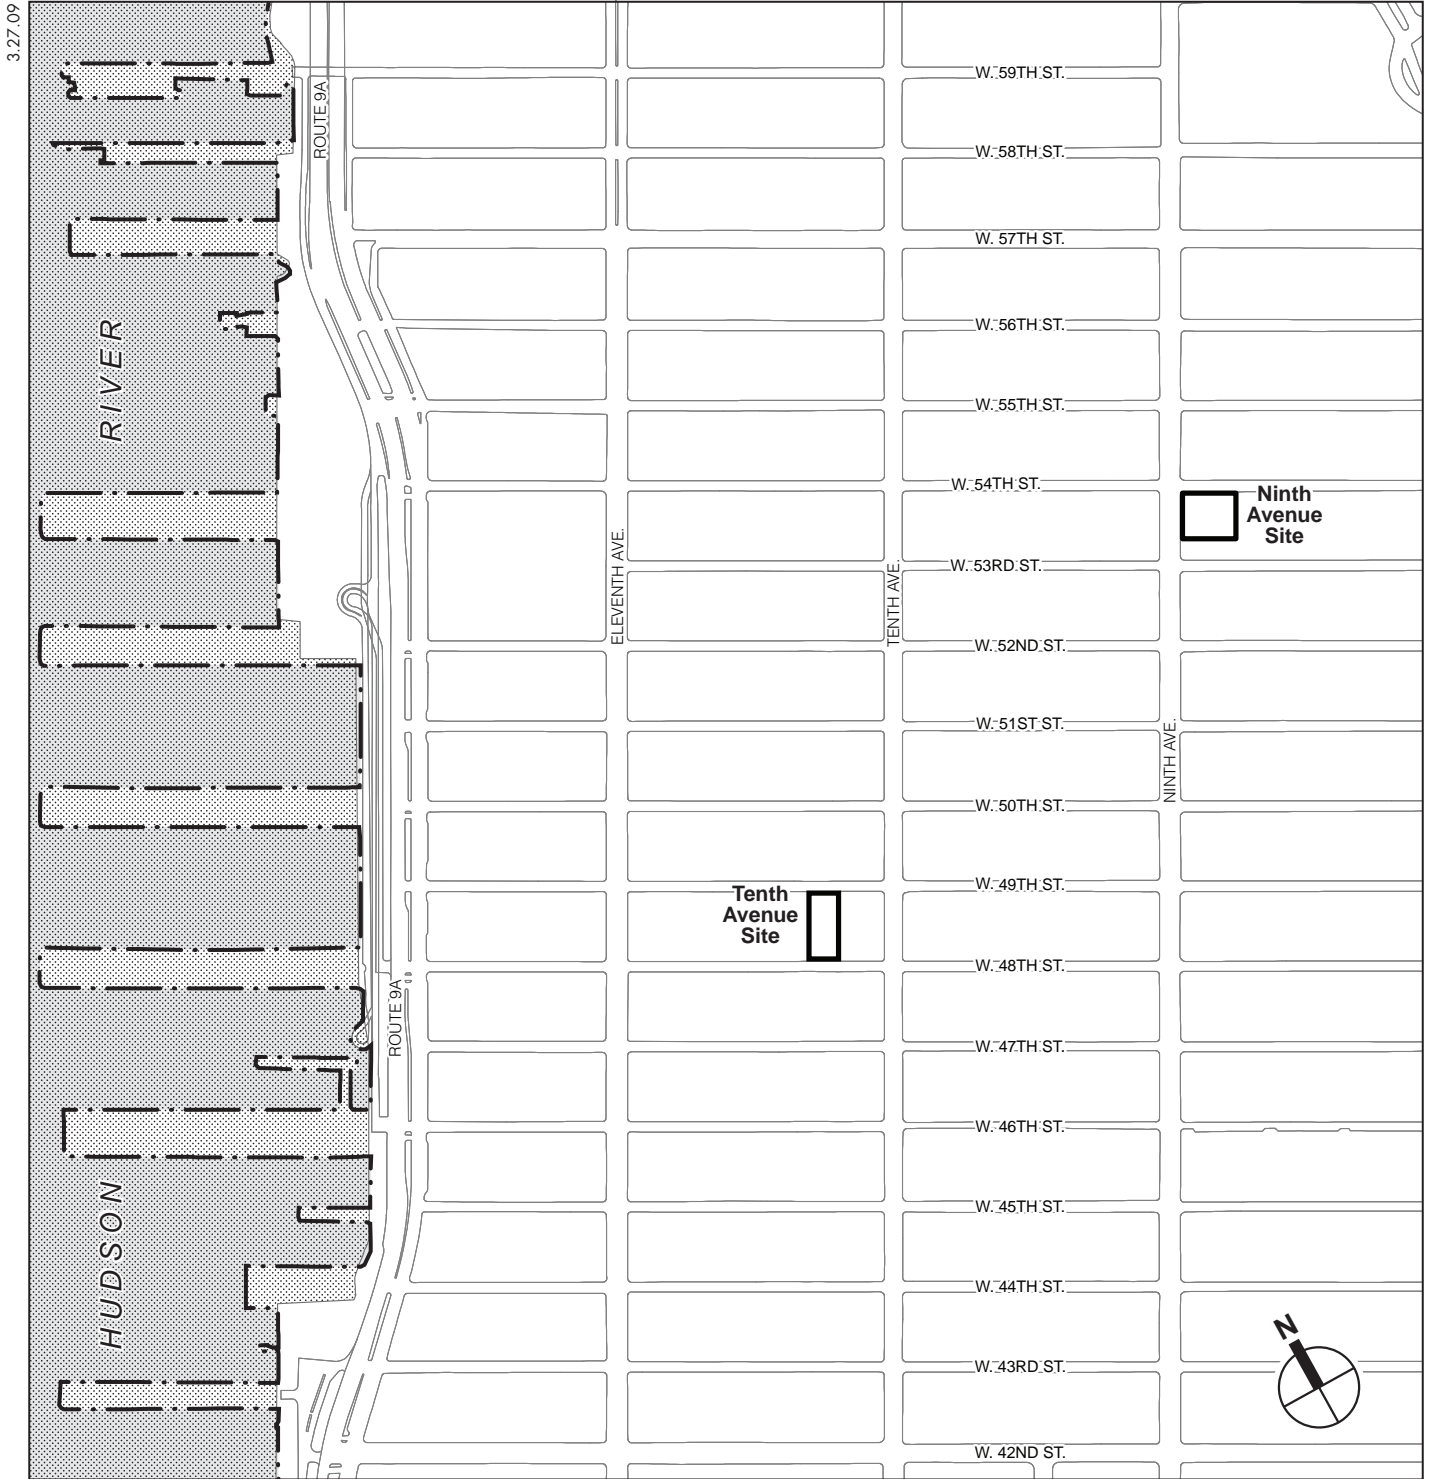 3.27.09
W. 59TH ST.
ROUTE 9A
W. 58TH ST.
W. 57TH ST.
W. 56TH ST.
RIVER
W. 55TH ST.
W. 54TH ST.
Ninth
Avenue
Site
ELEVENTH AVE.
W. 53RD ST.
TENTH AVE.
W. 52ND ST.
W. 51ST ST.
NINTH AVE.
W. 50TH ST.
W. 49TH ST.
Tenth
Avenue
Site
W. 48TH ST.
ROUTE 9A
W. 47TH ST.
W. 46TH ST.
W. 45TH ST.
HUDSON
W. 44TH ST.
N
W. 43RD ST.
W. 42ND ST.